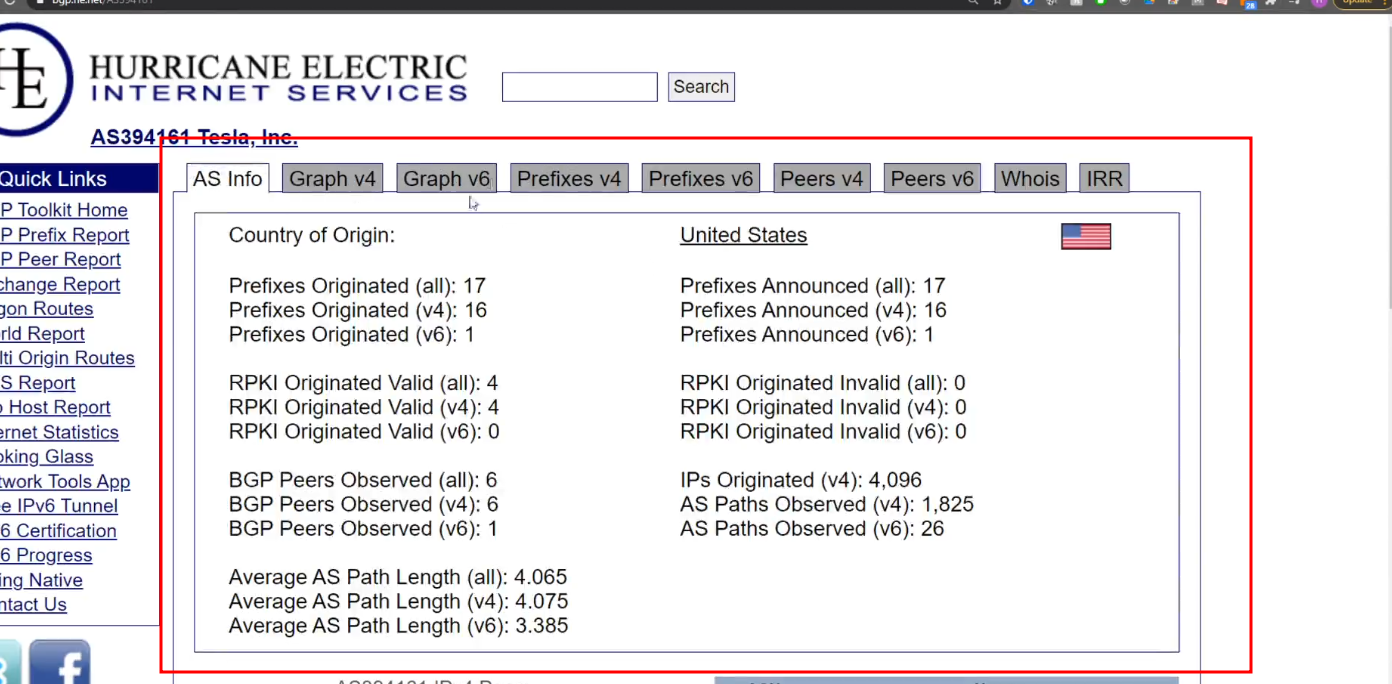 HE
HURRICANE ELECTRIC
INTERNET SERVICES
Search
AS394161 Tesla, Inc.
Quick Links
P Toolkit Home
P Prefix Report
P Peer Report
change Report
gon Routes
rld Report
lti Origin Routes
S Report
o Host Report
ernet Statistics
oking Glass
twork Tools App
ee IPv6 Tunnel
6 Certification
6 Progress
ing Native
ntact Us
AS Info
Graph v4
Graph v6
Prefixes v4
Prefixes v6
Peers v4
Peers v6
Whois
IRR
Country of Origin:
United States
Prefixes Originated (all): 17
Prefixes Originated (v4): 16
Prefixes Originated (v6): 1
Prefixes Announced (all): 17
Prefixes Announced (v4): 16
Prefixes Announced (v6): 1
RPKI Originated Valid (all): 4
RPKI Originated Valid (v4): 4
RPKI Originated Valid (v6): 0
RPKI Originated Invalid (all): 0
RPKI Originated Invalid (v4): 0
RPKI Originated Invalid (v6): 0
BGP Peers Observed (all): 6
BGP Peers Observed (v4): 6
BGP Peers Observed (v6): 1
IPs Originated (v4): 4,096
AS Paths Observed (v4): 1,825
AS Paths Observed (v6): 26
Average AS Path Length (all): 4.065
Average AS Path Length (v4): 4.075
Average AS Path Length (v6): 3.385